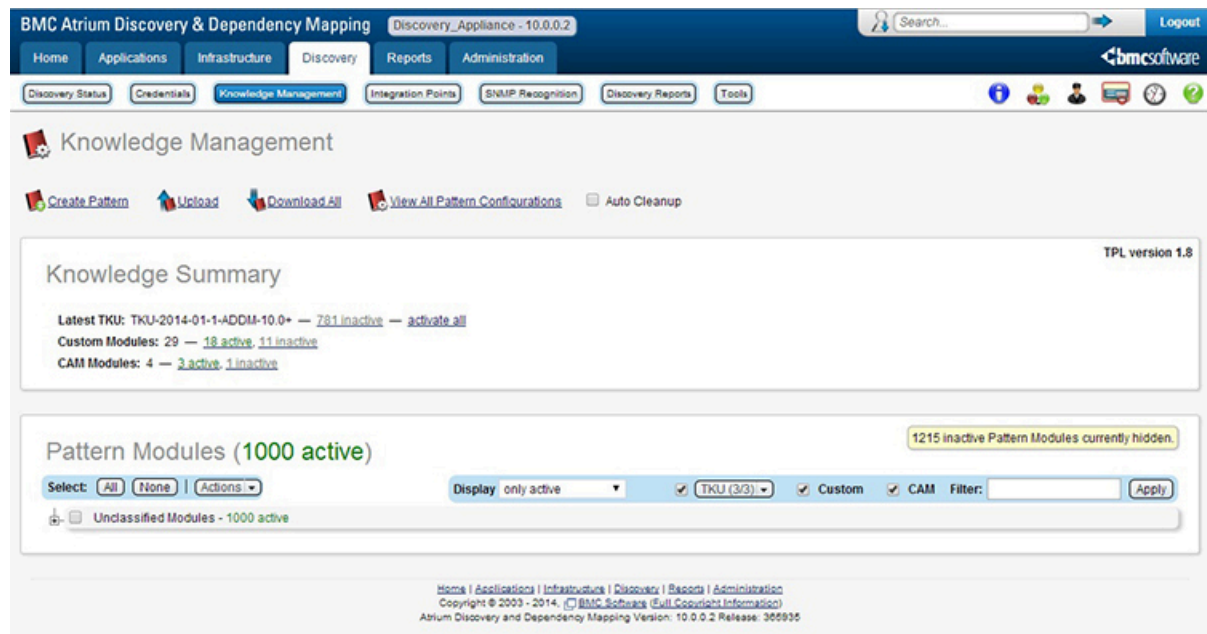 BMC Atrium Discovery & Dependency Mapping Discovery_Appliance - 10.0.0.2 Search... Logout
Home Applications Infrastructure Discovery Reports Administration bmcsoftware
Discovery Status Credentials Knowledge Management Integration Points SNMP Recognition Discovery Reports Tools
Knowledge Management
Create Pattern Upload Download All View All Pattern Configurations Auto Cleanup
TPL version 1.8
Knowledge Summary
Latest TKU: TKU-2014-01-1-ADDM-10.0+ — 781 inactive — activate all
Custom Modules: 29 — 18 active, 11 inactive
CAM Modules: 4 — 3 active, 1 inactive
1215 inactive Pattern Modules currently hidden.
Pattern Modules (1000 active)
Select: All None | Actions Display only active TKU (3/3) Custom CAM Filter: Apply
Unclassified Modules - 1000 active
Home | Applications | Infrastructure | Discovery | Reports | Administration
Copyright © 2003 - 2014, BMC Software (Full Copyright Information)
Atrium Discovery and Dependency Mapping Version: 10.0.0.2 Release: 366935